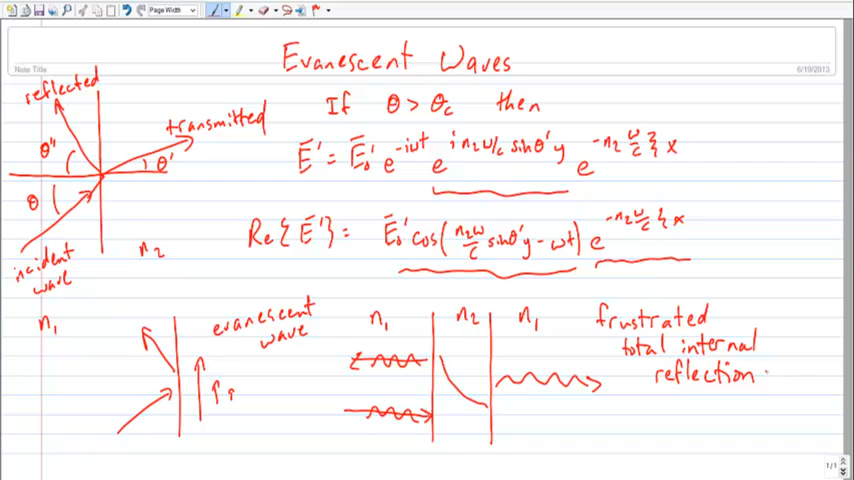 Page Width
Note Title
6/19/2013
Evanescent Waves
If θ > θc then
Ē' = Ē₀' e^{-iωt} e^{i n₂ ω/c sinθ' y} e^{-n₂ ω/c ξ x}
Re{Ē'} = Ē₀' cos(n₂ω/c sinθ'y - ωt) e^{-n₂ ω/c ξ x}
reflected
transmitted
θ''
θ'
θ
incident
wave
n₂
n₁
evanescent
wave
n₁ n₂ n₁
frustrated
total internal
reflection
1/1